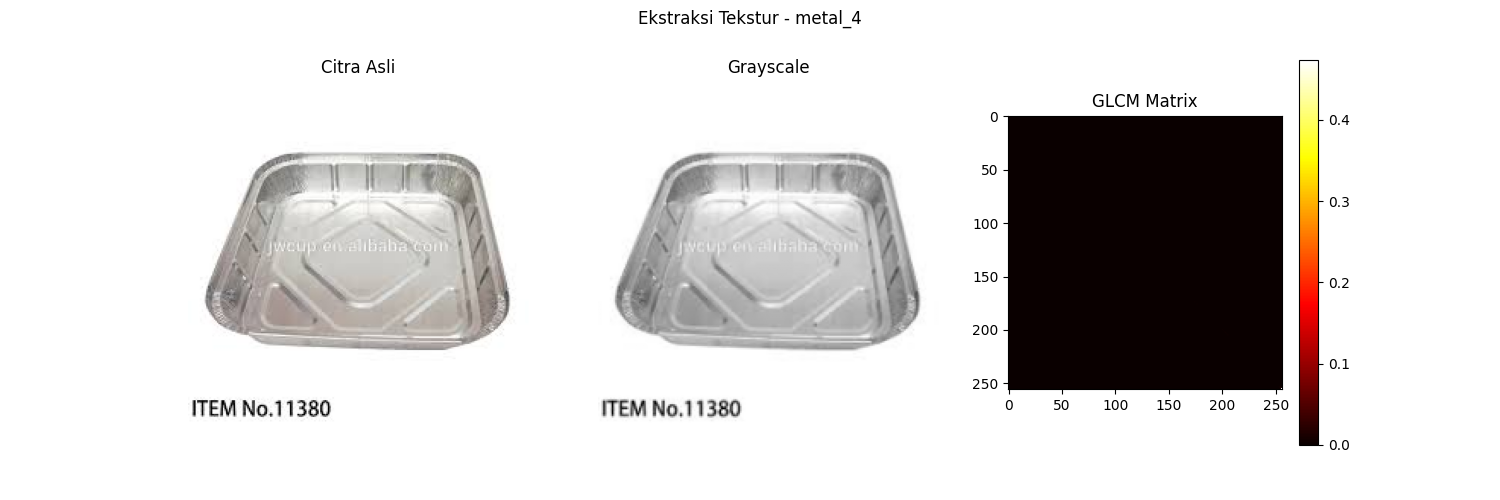 Ekstraksi Tekstur - metal_4
Citra Asli
Grayscale
GLCM Matrix
jwcup.en.alibaba.com
jwcup.en.alibaba.com
ITEM No.11380
ITEM No.11380
0
50
100
150
200
250
0
50
100
150
200
250
0.4
0.3
0.2
0.1
0.0